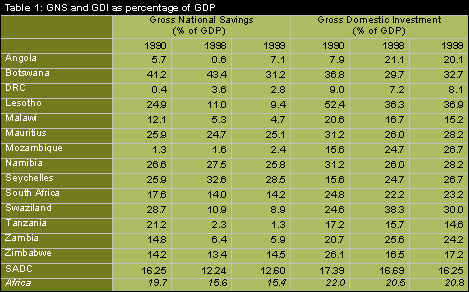 Table 1: GNS and GDI as percentage of GDP
Gross National Savings Gross Domestic Investment
(% of GDP) (% of GDP)
1990 1998 1999 1990 1998 1999
Angola 5.7 0.6 7.1 7.9 21.1 20.1
Botswana 41.2 43.4 31.2 36.8 29.7 32.7
DRC 0.4 3.6 2.8 9.0 7.2 8.1
Lesotho 24.9 11.0 9.4 52.4 36.3 36.9
Malawi 12.1 5.3 4.7 20.6 16.7 15.2
Mauritius 25.9 24.7 25.1 31.2 26.0 28.2
Mozambique 1.3 1.6 2.4 15.6 24.7 26.7
Namibia 26.6 27.5 25.8 31.2 26.0 28.2
Seychelles 25.9 32.6 28.5 15.6 24.7 26.7
South Africa 17.6 14.0 14.2 24.8 22.2 23.2
Swaziland 28.7 10.9 8.9 24.6 38.3 30.0
Tanzania 21.2 2.3 1.3 17.2 15.7 14.6
Zambia 14.8 6.4 5.9 20.7 25.6 24.2
Zimbabwe 14.2 13.4 14.5 26.1 16.5 17.2
SADC 16.25 12.24 12.60 17.39 16.69 16.25
Africa 19.7 15.6 15.4 22.0 20.5 20.8